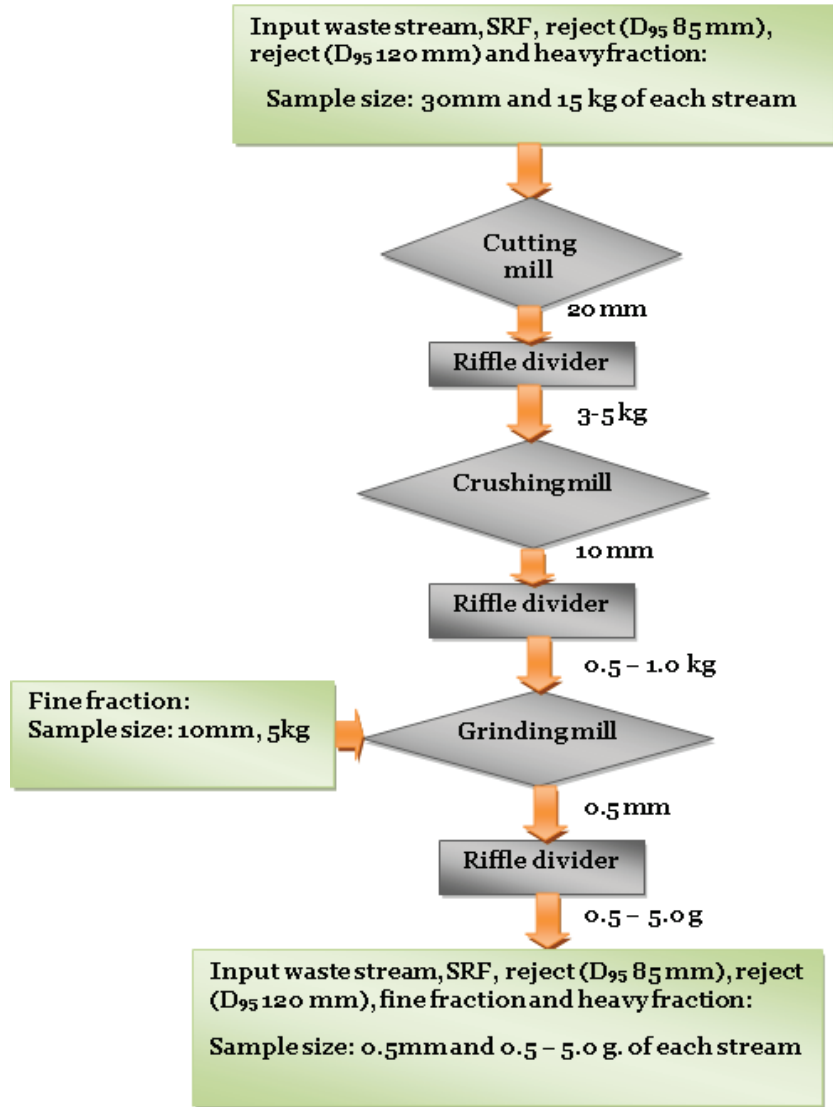 Input waste stream, SRF, reject (D₉₅ 85 mm),
reject (D₉₅ 120 mm) and heavy fraction:
Sample size: 30mm and 15 kg of each stream
Cutting
mill
20 mm
Riffle divider
3-5 kg
Crushing mill
10 mm
Riffle divider
0.5 – 1.0 kg
Fine fraction:
Sample size: 10mm, 5kg
Grinding mill
0.5 mm
Riffle divider
0.5 – 5.0 g
Input waste stream, SRF, reject (D₉₅ 85 mm), reject
(D₉₅ 120 mm), fine fraction and heavy fraction:
Sample size: 0.5mm and 0.5 – 5.0 g. of each stream